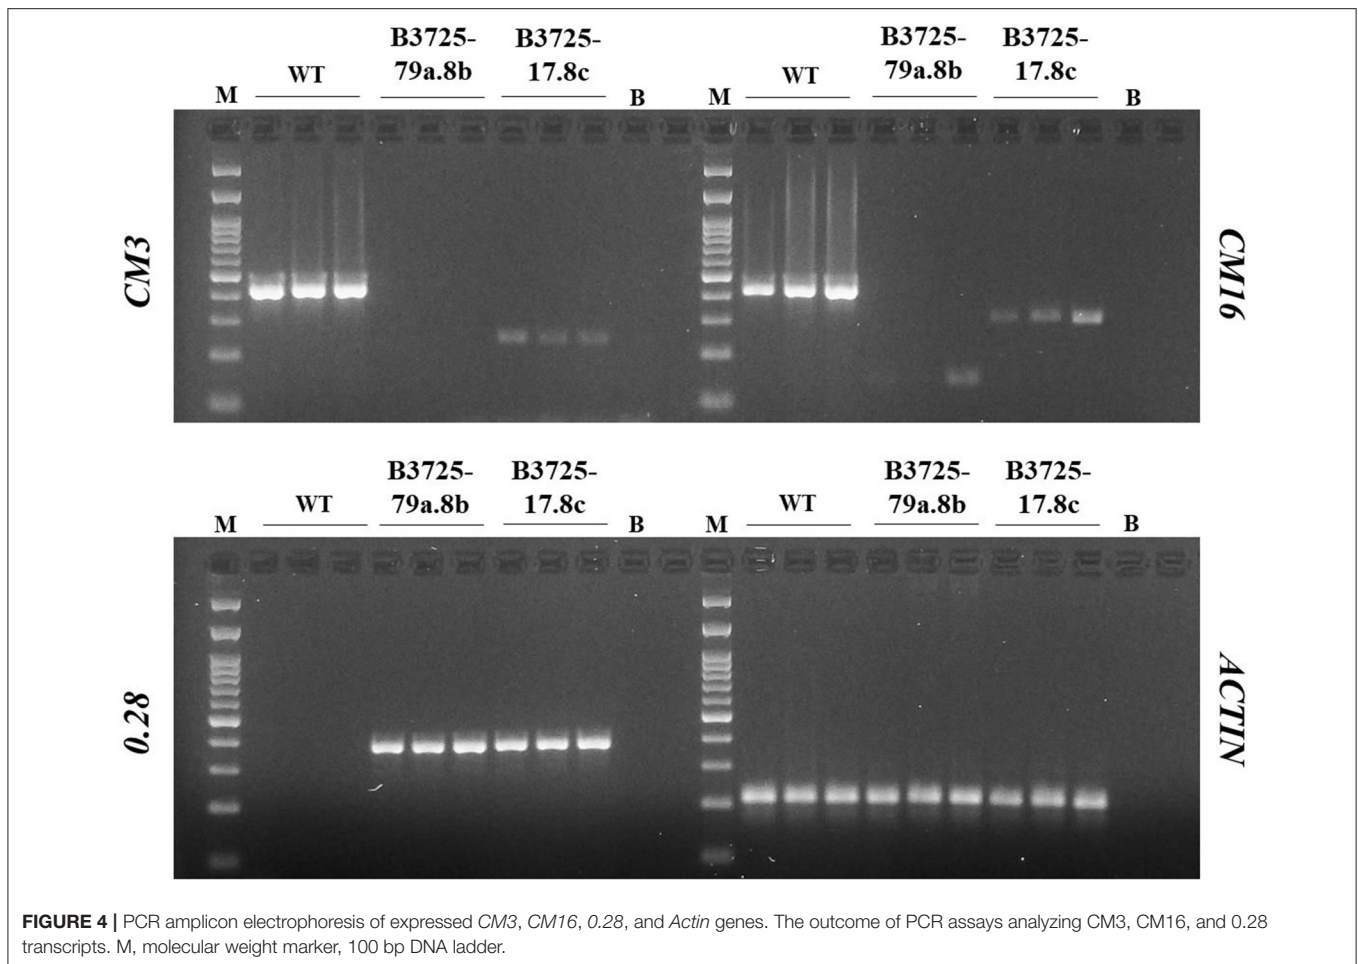 B3725- B3725- B3725- B3725-
WT 79a.8b 17.8c WT 79a.8b 17.8c
M B M B
CM3
CM16
B3725- B3725- B3725- B3725-
WT 79a.8b 17.8c WT 79a.8b 17.8c
M B M B
0.28
ACTIN
FIGURE 4 | PCR amplicon electrophoresis of expressed CM3, CM16, 0.28, and Actin genes. The outcome of PCR assays analyzing CM3, CM16, and 0.28
transcripts. M, molecular weight marker, 100 bp DNA ladder.